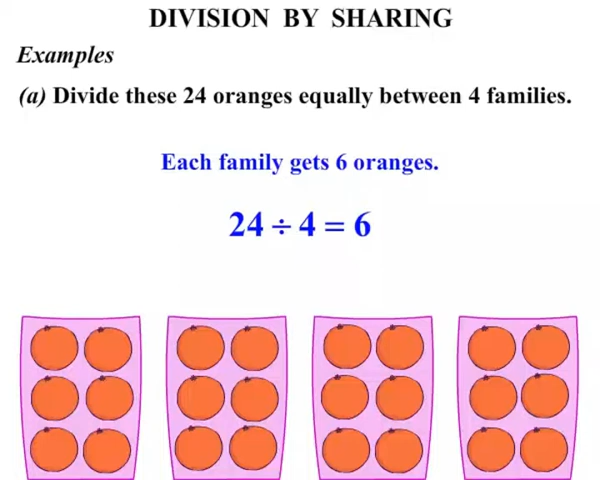 DIVISION BY SHARING
Examples
(a) Divide these 24 oranges equally between 4 families.
Each family gets 6 oranges.
24 ÷ 4 = 6